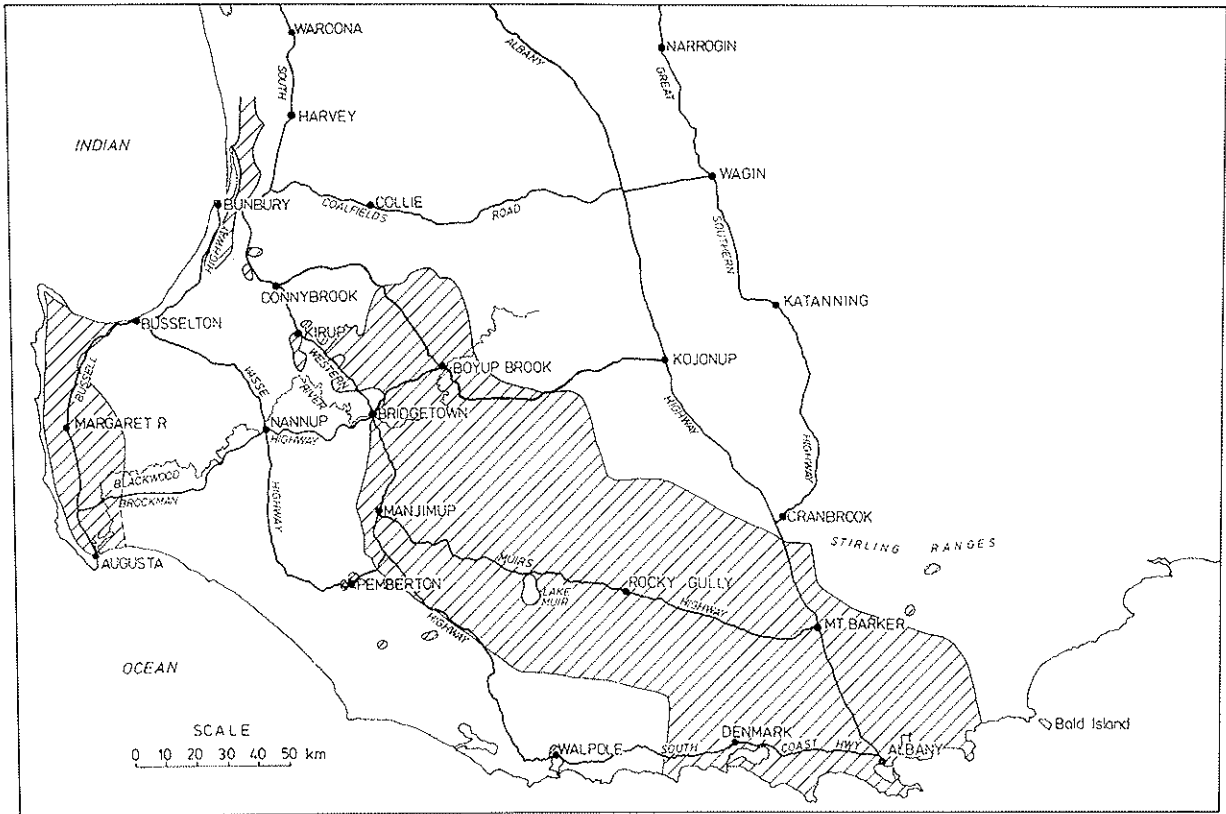 WAROONA
NARROGIN
ALBANY
SOUTH
GREAT
HARVEY
INDIAN
WAGIN
COLLIE
BUNBURY
COALFIELDS
ROAD
SOUTHERN
HIGHWAY
DONNYBROOK
KATANNING
BUSSELTON
KIRUP
KOJONUP
BOYUP BROOK
WESTERN
BUSSELL
VASSE
RIVER
HIGHWAY
BRIDGETOWN
MARGARET R
NANNUP
HIGHWAY
HIGHWAY
BLACKWOOD
BROCKMAN
HIGHWAY
MANJIMUP
CRANBROOK
STIRLING RANGES
AUGUSTA
MUIRS
PEMBERTON
LAKE
MUIR
ROCKY GULLY
HIGHWAY
HIGHWAY
MT. BARKER
OCEAN
SCALE
0 10 20 30 40 50 km
Bald Island
DENMARK
WALPOLE
SOUTH
COAST
HWY
ALBANY